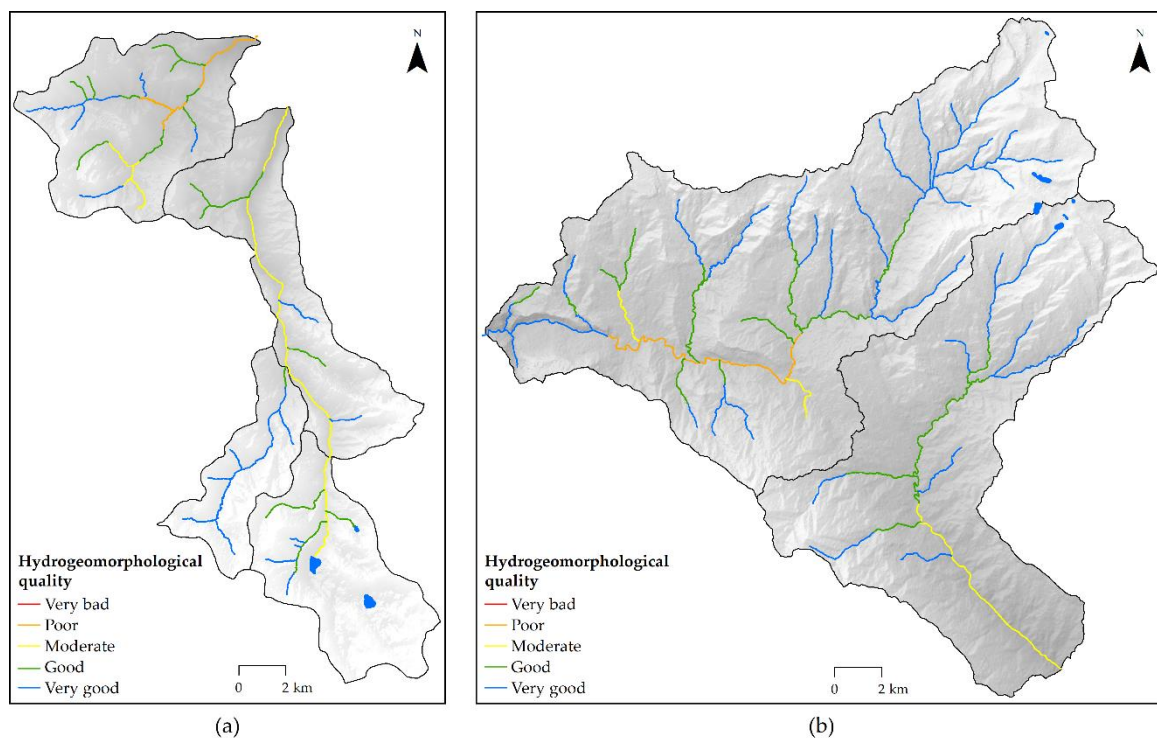 N
Hydrogeomorphological
quality
Very bad
Poor
Moderate
Good
Very good
0 2 km
(a)
N
Hydrogeomorphological
quality
Very bad
Poor
Moderate
Good
Very good
0 2 km
(b)